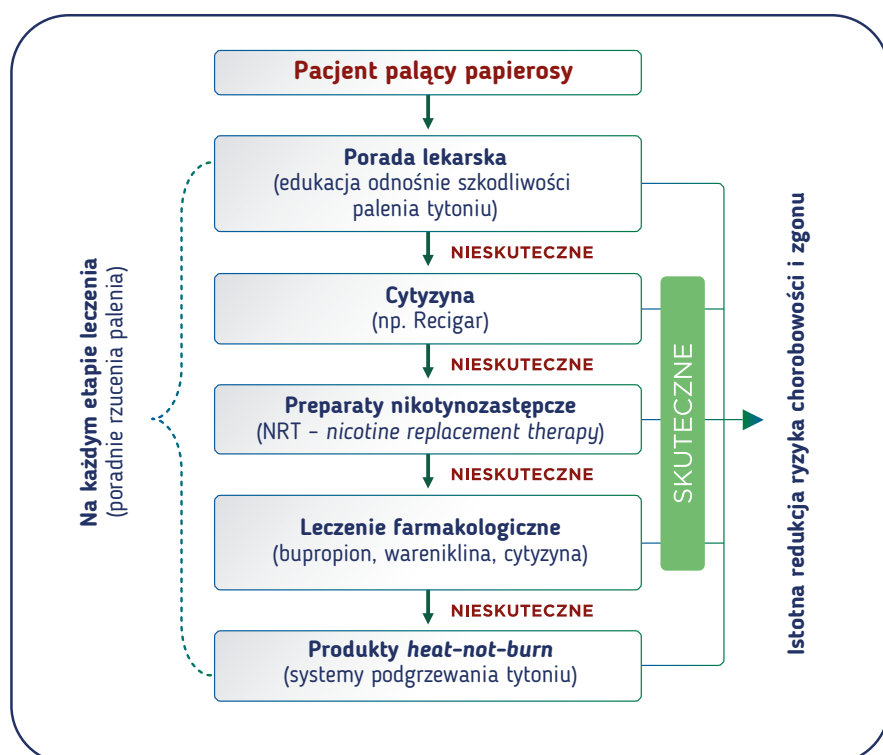 Pacjent palący papierosy
Porada lekarska
(edukacja odnośnie szkodliwości
palenia tytoniu)
NIESKUTECZNE
Cytyzyna
(np. Recigar)
NIESKUTECZNE
Preparaty nikotynozastępcze
(NRT – nicotine replacement therapy)
NIESKUTECZNE
Leczenie farmakologiczne
(bupropion, wareniklina, cytyzyna)
NIESKUTECZNE
Produkty heat-not-burn
(systemy podgrzewania tytoniu)
Na każdym etapie leczenia
(poradnie rzucenia palenia)
SKUTECZNE
Istotna redukcja ryzyka chorobowości i zgonu